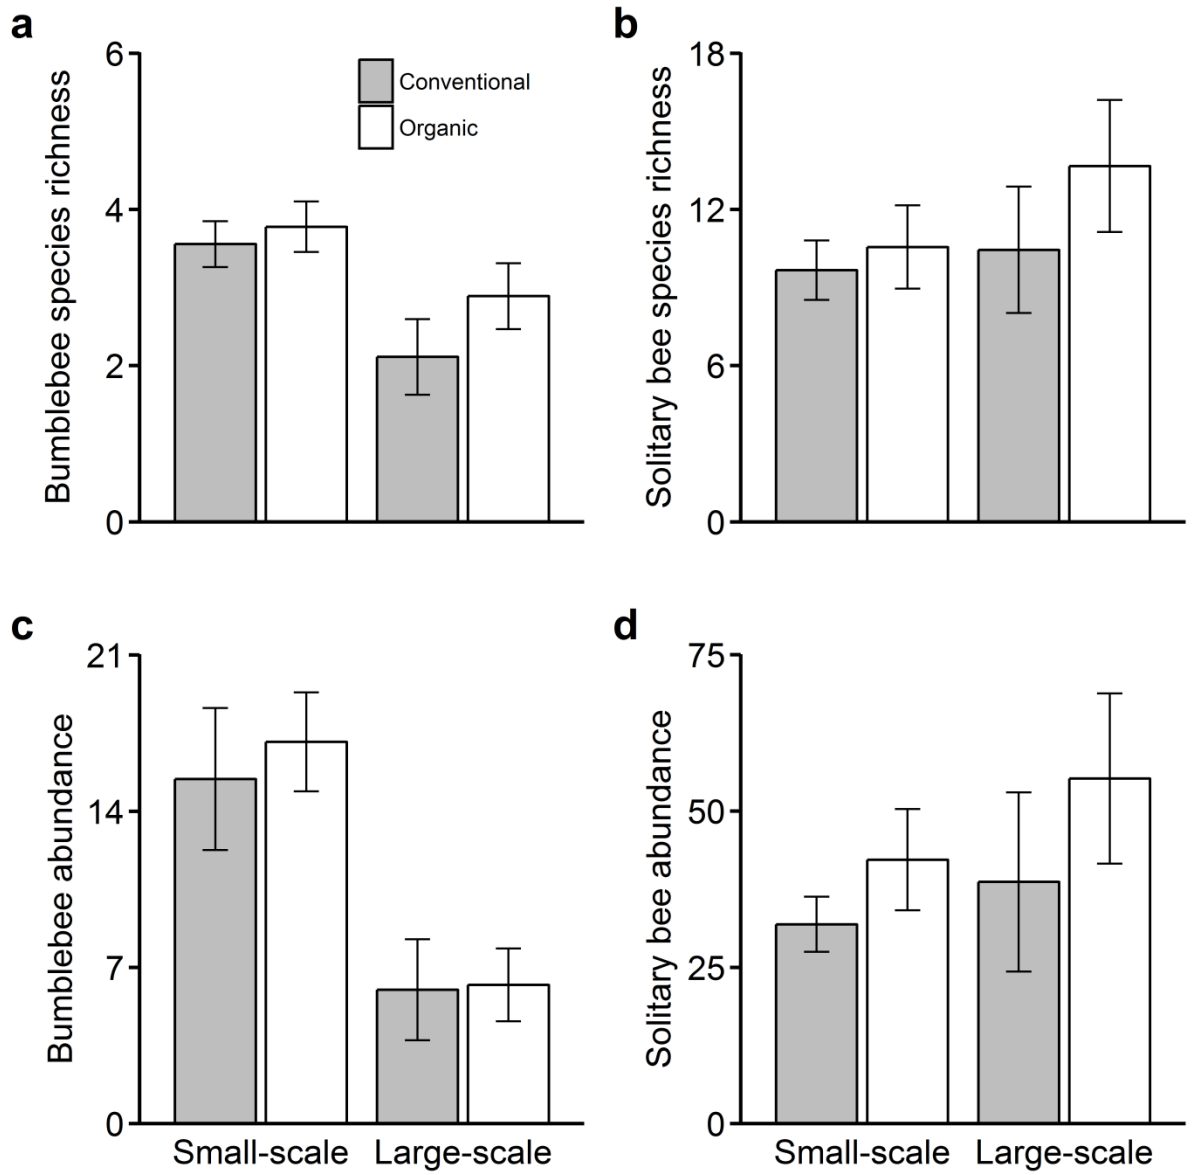 a
Bumblebee species richness
6
4
2
0
Conventional
Organic
b
Solitary bee species richness
18
12
6
0
c
Bumblebee abundance
21
14
7
0
Small-scale Large-scale
d
Solitary bee abundance
75
50
25
0
Small-scale Large-scale